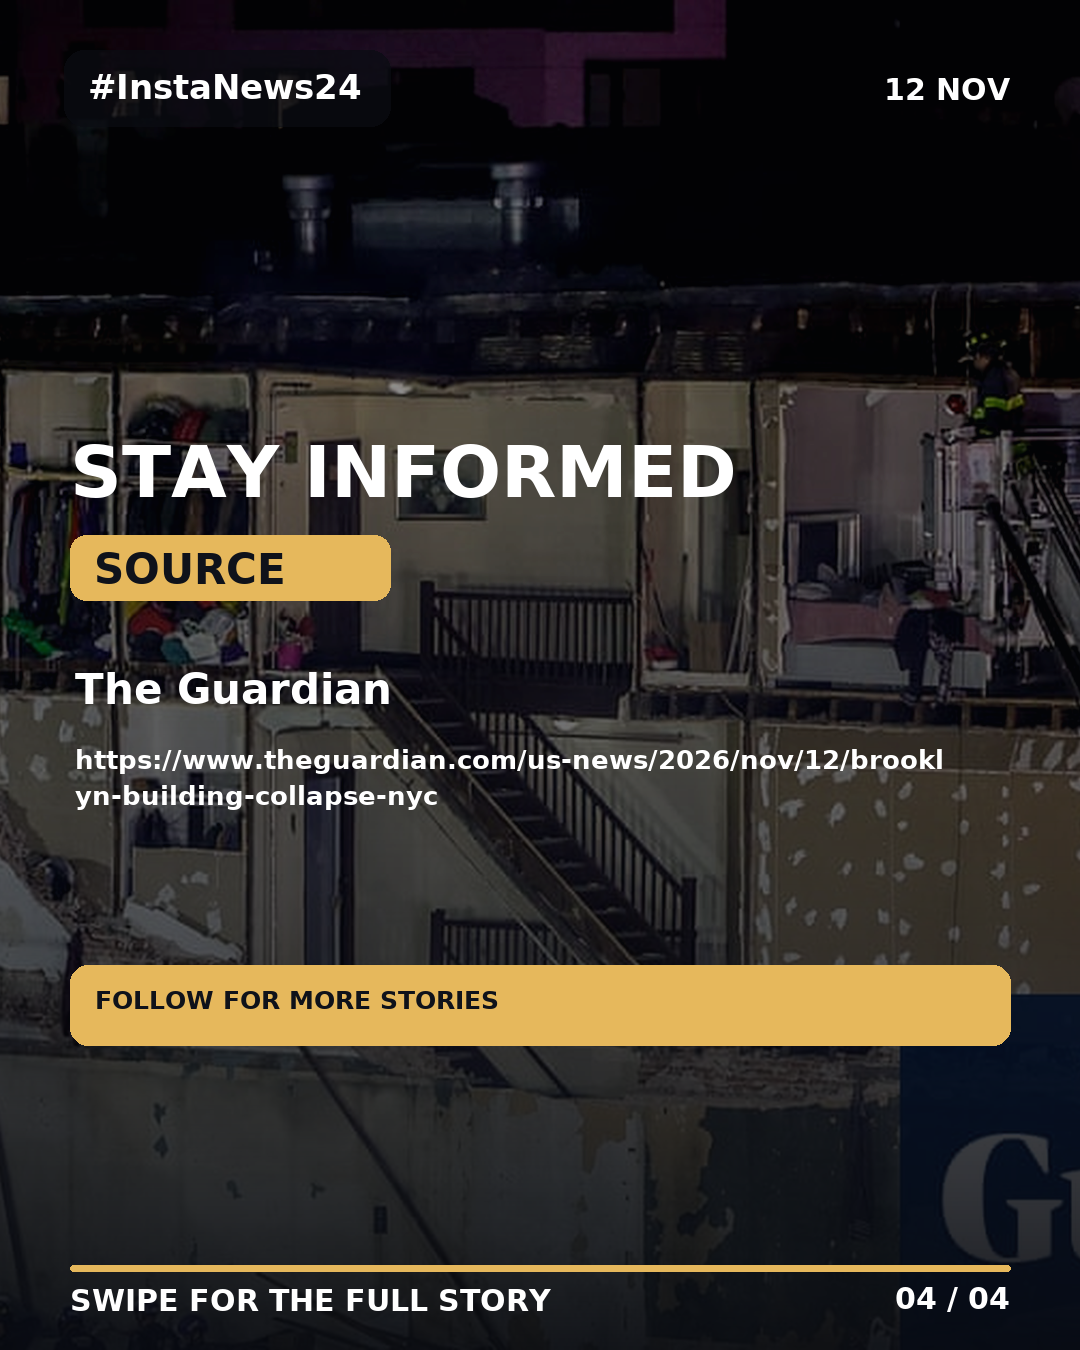 #InstaNews24
12 NOV
STAY INFORMED
SOURCE
The Guardian
https://www.theguardian.com/us-news/2026/nov/12/brookl
yn-building-collapse-nyc
FOLLOW FOR MORE STORIES
SWIPE FOR THE FULL STORY
04 / 04